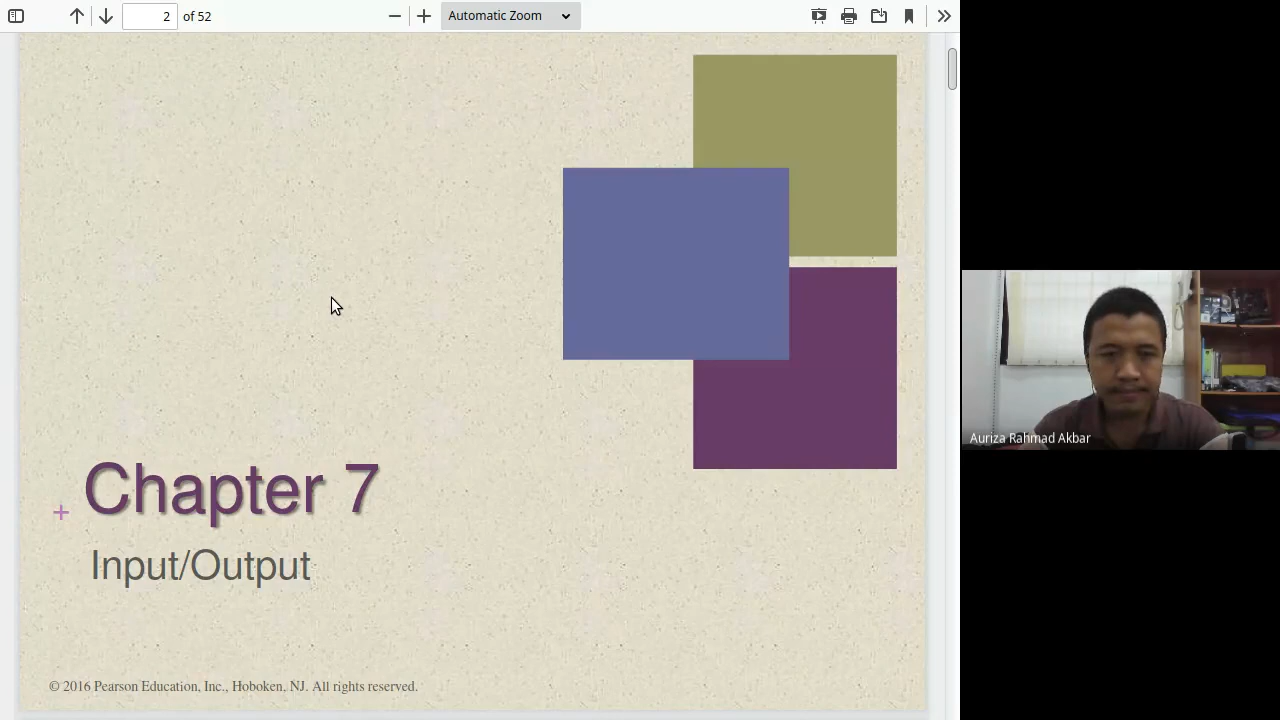 2 of 52 Automatic Zoom
+ Chapter 7
Input/Output
© 2016 Pearson Education, Inc., Hoboken, NJ. All rights reserved.
Auriza Rahmad Akbar